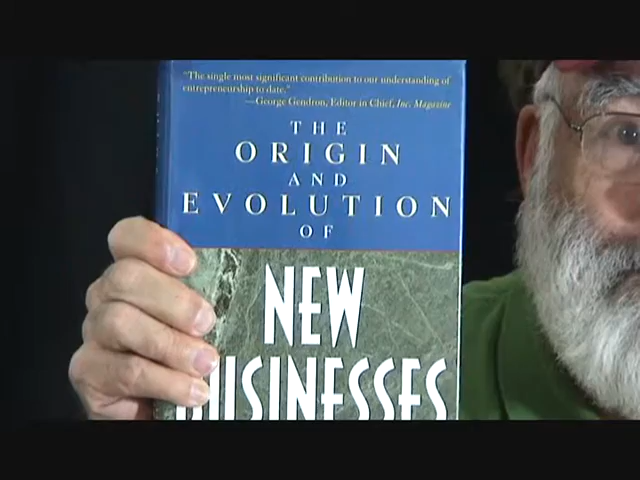 "The single most significant contribution to our understanding of
entrepreneurship to date."
—George Gendron, Editor in Chief, Inc. Magazine
THE
ORIGIN
AND
EVOLUTION
OF
NEW
BUSINESSES